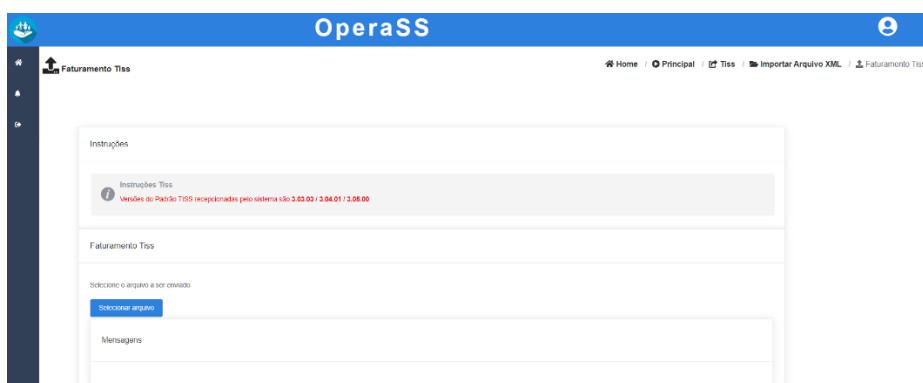 OperaSS
Faturamento Tiss
Home / Principal / Tiss / Importar Arquivo XML / Faturamento Tiss
Instruções
Instruções Tiss
Versões do Padrão TISS recepcionadas pelo sistema são 3.03.03 / 3.04.01 / 3.05.00
Faturamento Tiss
Selecione o arquivo a ser enviado
Selecionar arquivo
Mensagens